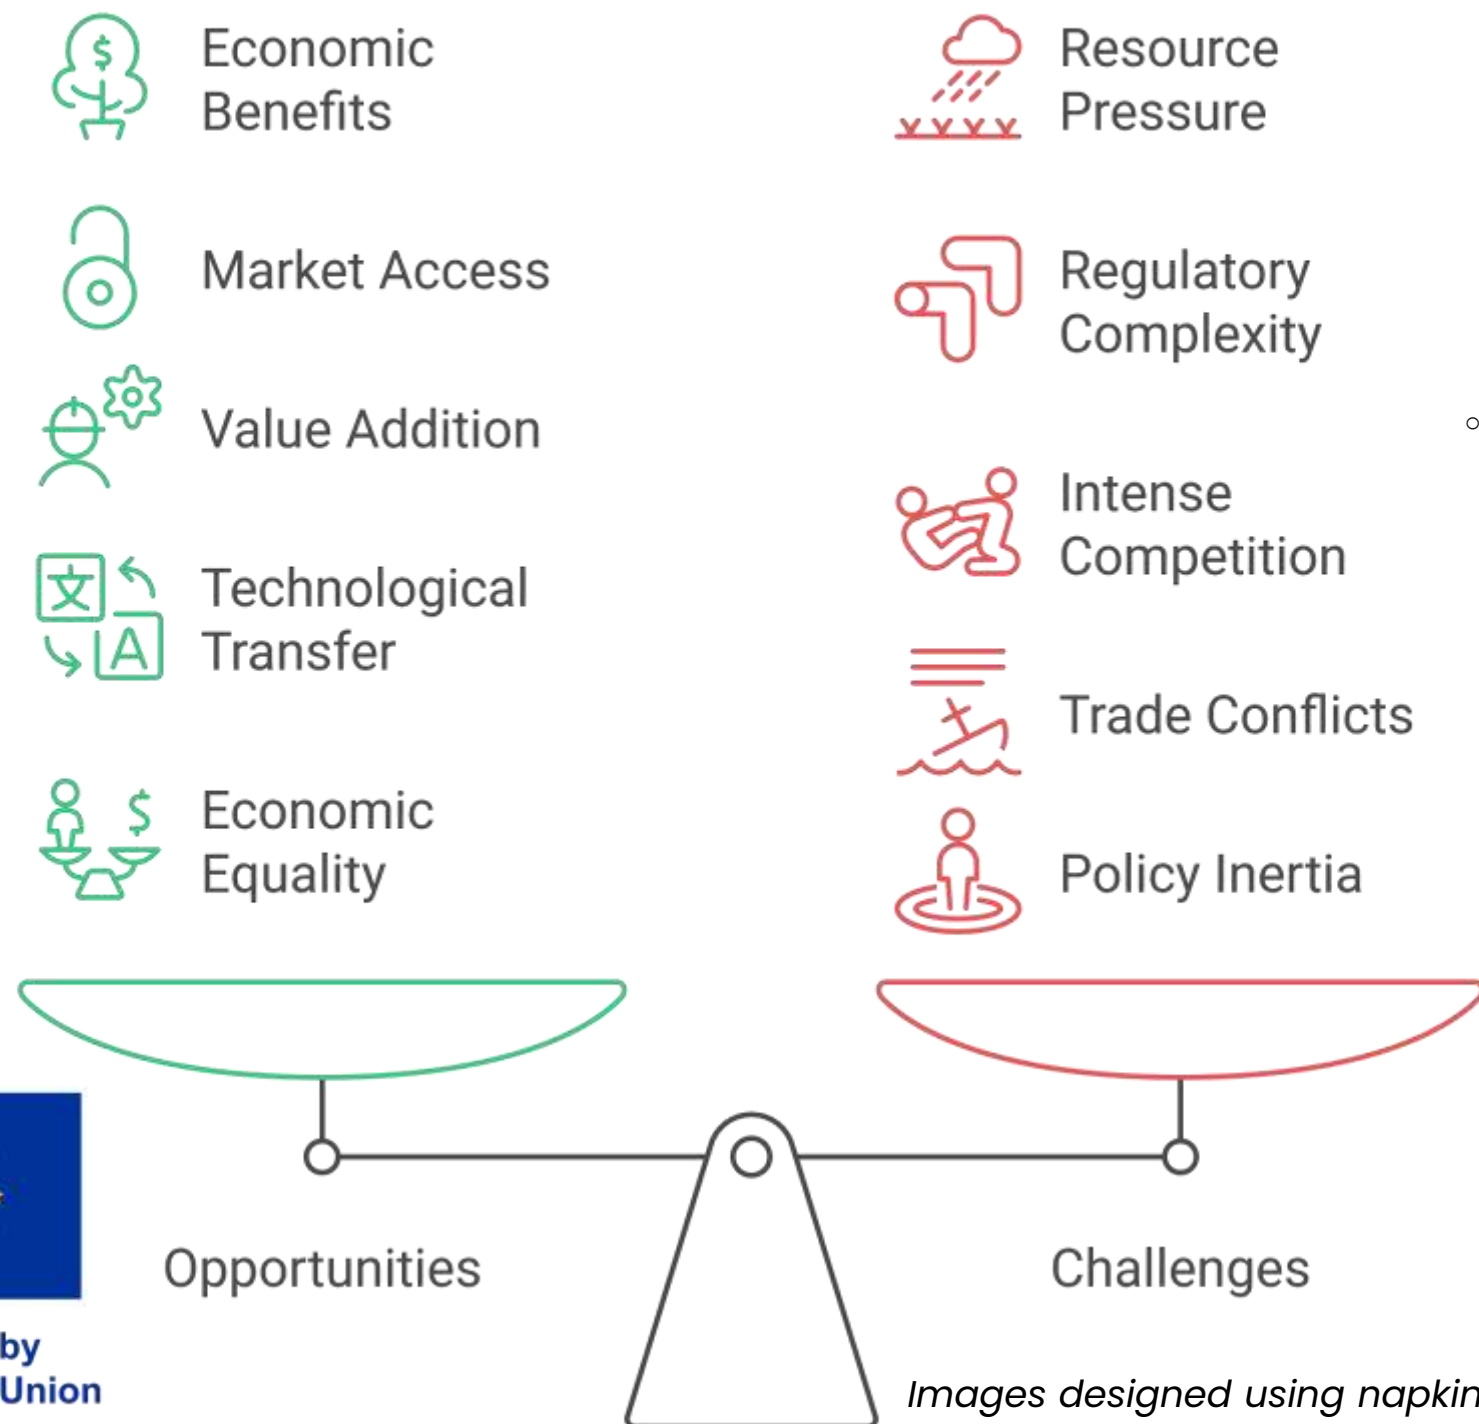 Economic
Benefits
Market Access
Value Addition
文
A
Technological
Transfer
Economic
Equality
Opportunities
Resource
Pressure
Regulatory
Complexity
Intense
Competition
Trade Conflicts
Policy Inertia
Challenges
by
Union
Images designed using napkin